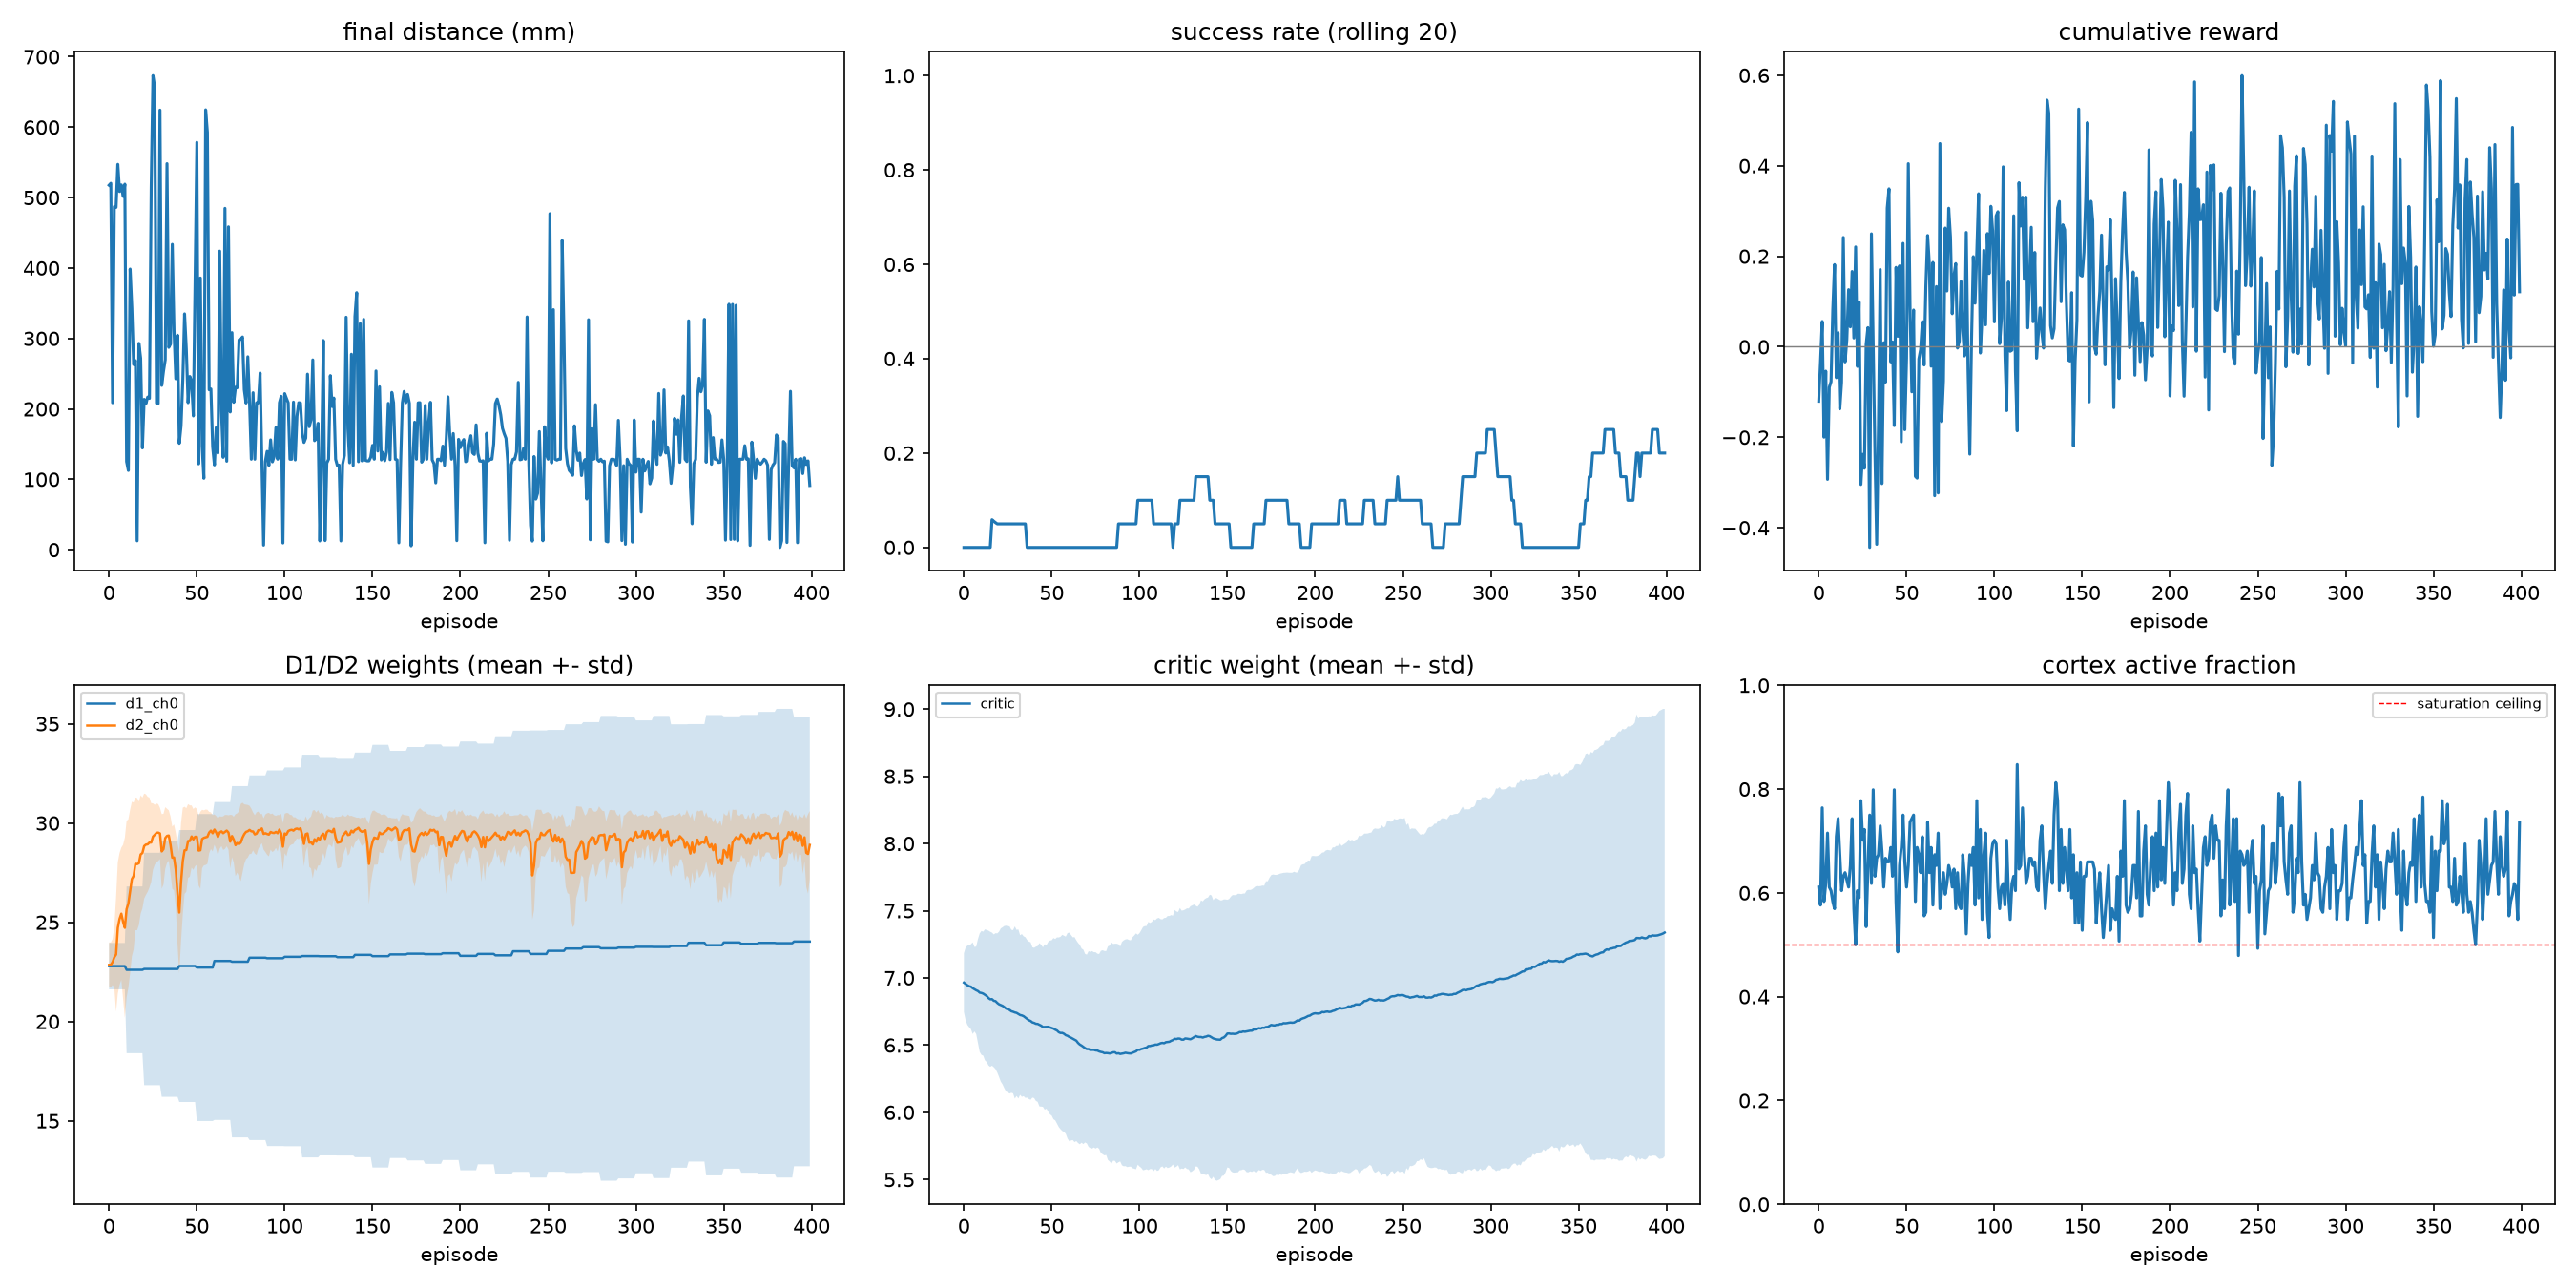 final distance (mm)
700
600
500
400
300
200
100
0
0 50 100 150 200 250 300 350 400
episode
success rate (rolling 20)
1.0
0.8
0.6
0.4
0.2
0.0
0 50 100 150 200 250 300 350 400
episode
cumulative reward
0.6
0.4
0.2
0.0
−0.2
−0.4
0 50 100 150 200 250 300 350 400
episode
D1/D2 weights (mean +- std)
d1_ch0
d2_ch0
35
30
25
20
15
0 50 100 150 200 250 300 350 400
episode
critic weight (mean +- std)
critic
9.0
8.5
8.0
7.5
7.0
6.5
6.0
5.5
0 50 100 150 200 250 300 350 400
episode
cortex active fraction
saturation ceiling
1.0
0.8
0.6
0.4
0.2
0.0
0 50 100 150 200 250 300 350 400
episode